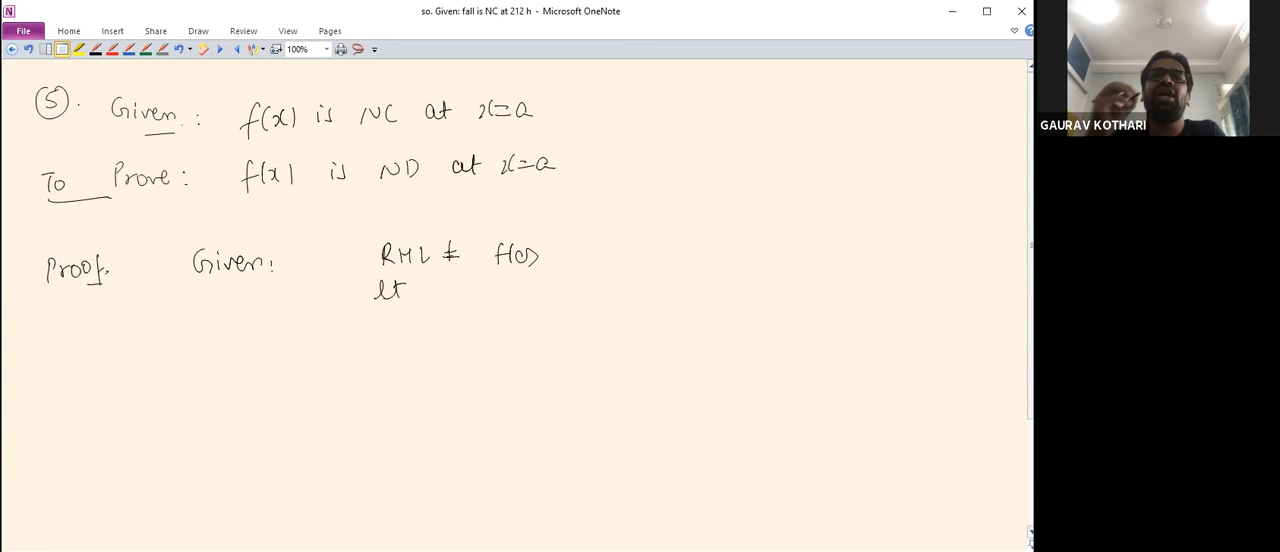 so. Given: fall is NC at 212 h - Microsoft OneNote
File Home Insert Share Draw Review View Pages
100%
GAURAV KOTHARI
(5). Given : f(x) is NC at x=a
To Prove : f(x) is ND at x=a
Proof. Given: RHL ≠ f(a)
lt